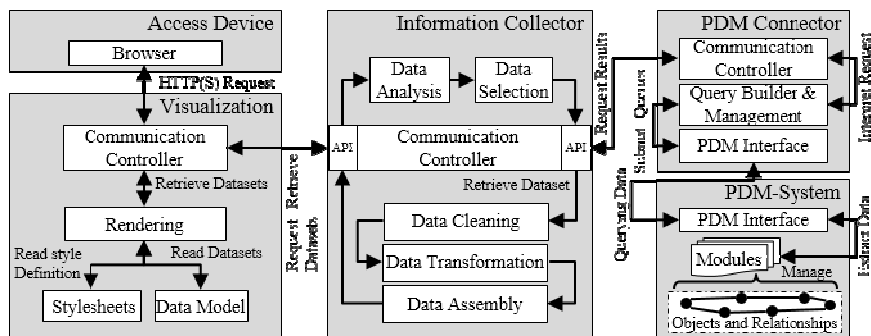 Access Device
Browser
HTTP(S) Request
Visualization
Communication
Controller
Retrieve Datasets
Rendering
Read style
Definition
Read Datasets
Stylesheets
Data Model
Request Retrieve
Datasets
Information Collector
Data
Analysis
Data
Selection
API
Communication
Controller
API
Retrieve Dataset
Data Cleaning
Data Transformation
Data Assembly
Request Results
PDM Connector
Communication
Controller
Query Builder &
Management
PDM Interface
Submit Queries
Interpret Request
Querying Data
PDM-System
PDM Interface
Modules
Manage
Extract Data
Objects and Relationships